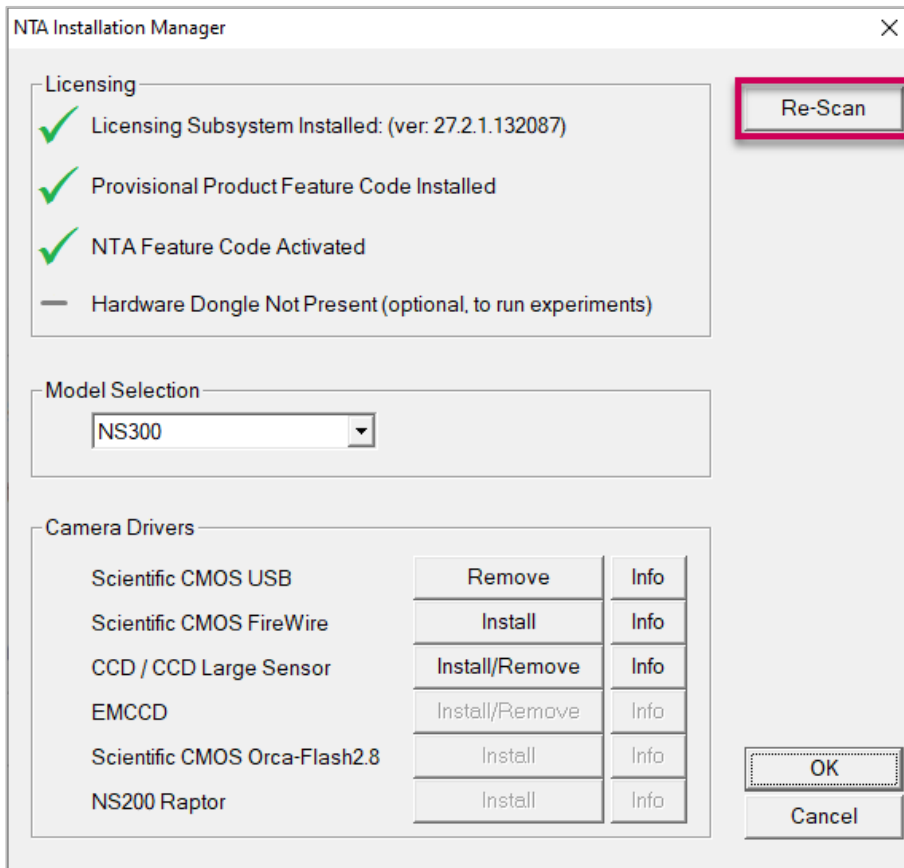 NTA Installation Manager
Licensing
Re-Scan
Licensing Subsystem Installed: (ver: 27.2.1.132087)
Provisional Product Feature Code Installed
NTA Feature Code Activated
Hardware Dongle Not Present (optional, to run experiments)
Model Selection
NS300
Camera Drivers
Scientific CMOS USB Remove Info
Scientific CMOS FireWire Install Info
CCD / CCD Large Sensor Install/Remove Info
EMCCD Install/Remove Info
Scientific CMOS Orca-Flash2.8 Install Info
NS200 Raptor Install Info
OK
Cancel